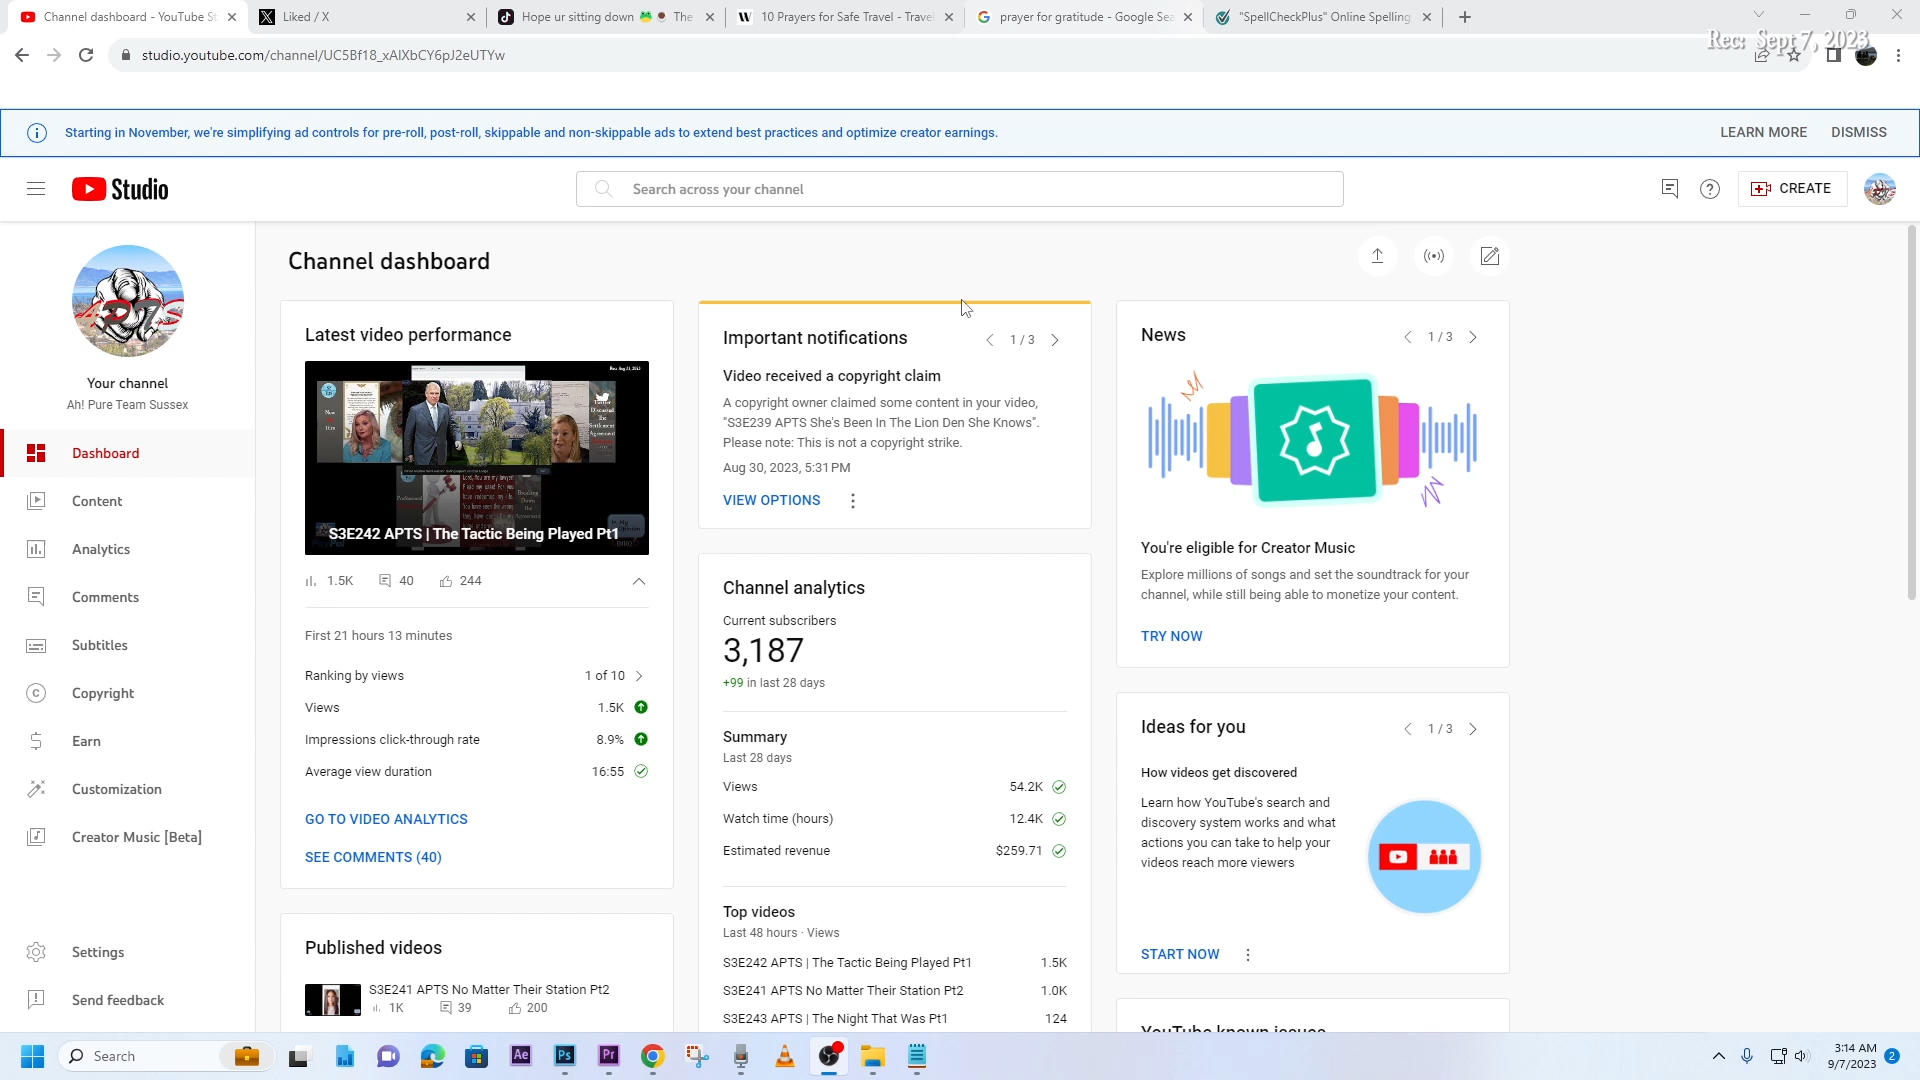 Channel dashboard - YouTube St
Liked / X
Hope ur sitting down
The
10 Prayers for Safe Travel - Travel
prayer for gratitude - Google Sea
"SpellCheckPlus" Online Spelling
Rec: Sept 7, 2023
studio.youtube.com/channel/UC5Bf18_xAIXbCY6pJ2eUTYw
Starting in November, we're simplifying ad controls for pre-roll, post-roll, skippable and non-skippable ads to extend best practices and optimize creator earnings.
LEARN MORE
DISMISS
Studio
Search across your channel
CREATE
Your channel
Ah! Pure Team Sussex
Dashboard
Content
Analytics
Comments
Subtitles
Copyright
Earn
Customization
Creator Music [Beta]
Settings
Send feedback
Channel dashboard
Latest video performance
S3E242 APTS | The Tactic Being Played Pt1
1.5K
40
244
First 21 hours 13 minutes
Ranking by views
1 of 10
Views
1.5K
Impressions click-through rate
8.9%
Average view duration
16:55
GO TO VIDEO ANALYTICS
SEE COMMENTS (40)
Published videos
S3E241 APTS No Matter Their Station Pt2
1K
39
200
Important notifications
1 / 3
Video received a copyright claim
A copyright owner claimed some content in your video,
"S3E239 APTS She's Been In The Lion Den She Knows".
Please note: This is not a copyright strike.
Aug 30, 2023, 5:31 PM
VIEW OPTIONS
Channel analytics
Current subscribers
3,187
+99 in last 28 days
Summary
Last 28 days
Views
54.2K
Watch time (hours)
12.4K
Estimated revenue
$259.71
Top videos
Last 48 hours · Views
S3E242 APTS | The Tactic Being Played Pt1
1.5K
S3E241 APTS No Matter Their Station Pt2
1.0K
S3E243 APTS | The Night That Was Pt1
124
News
1 / 3
You're eligible for Creator Music
Explore millions of songs and set the soundtrack for your
channel, while still being able to monetize your content.
TRY NOW
Ideas for you
1 / 3
How videos get discovered
Learn how YouTube's search and
discovery system works and what
actions you can take to help your
videos reach more viewers
START NOW
YouTube known issues
Search
Ae
Ps
Pr
3:14 AM
9/7/2023
2